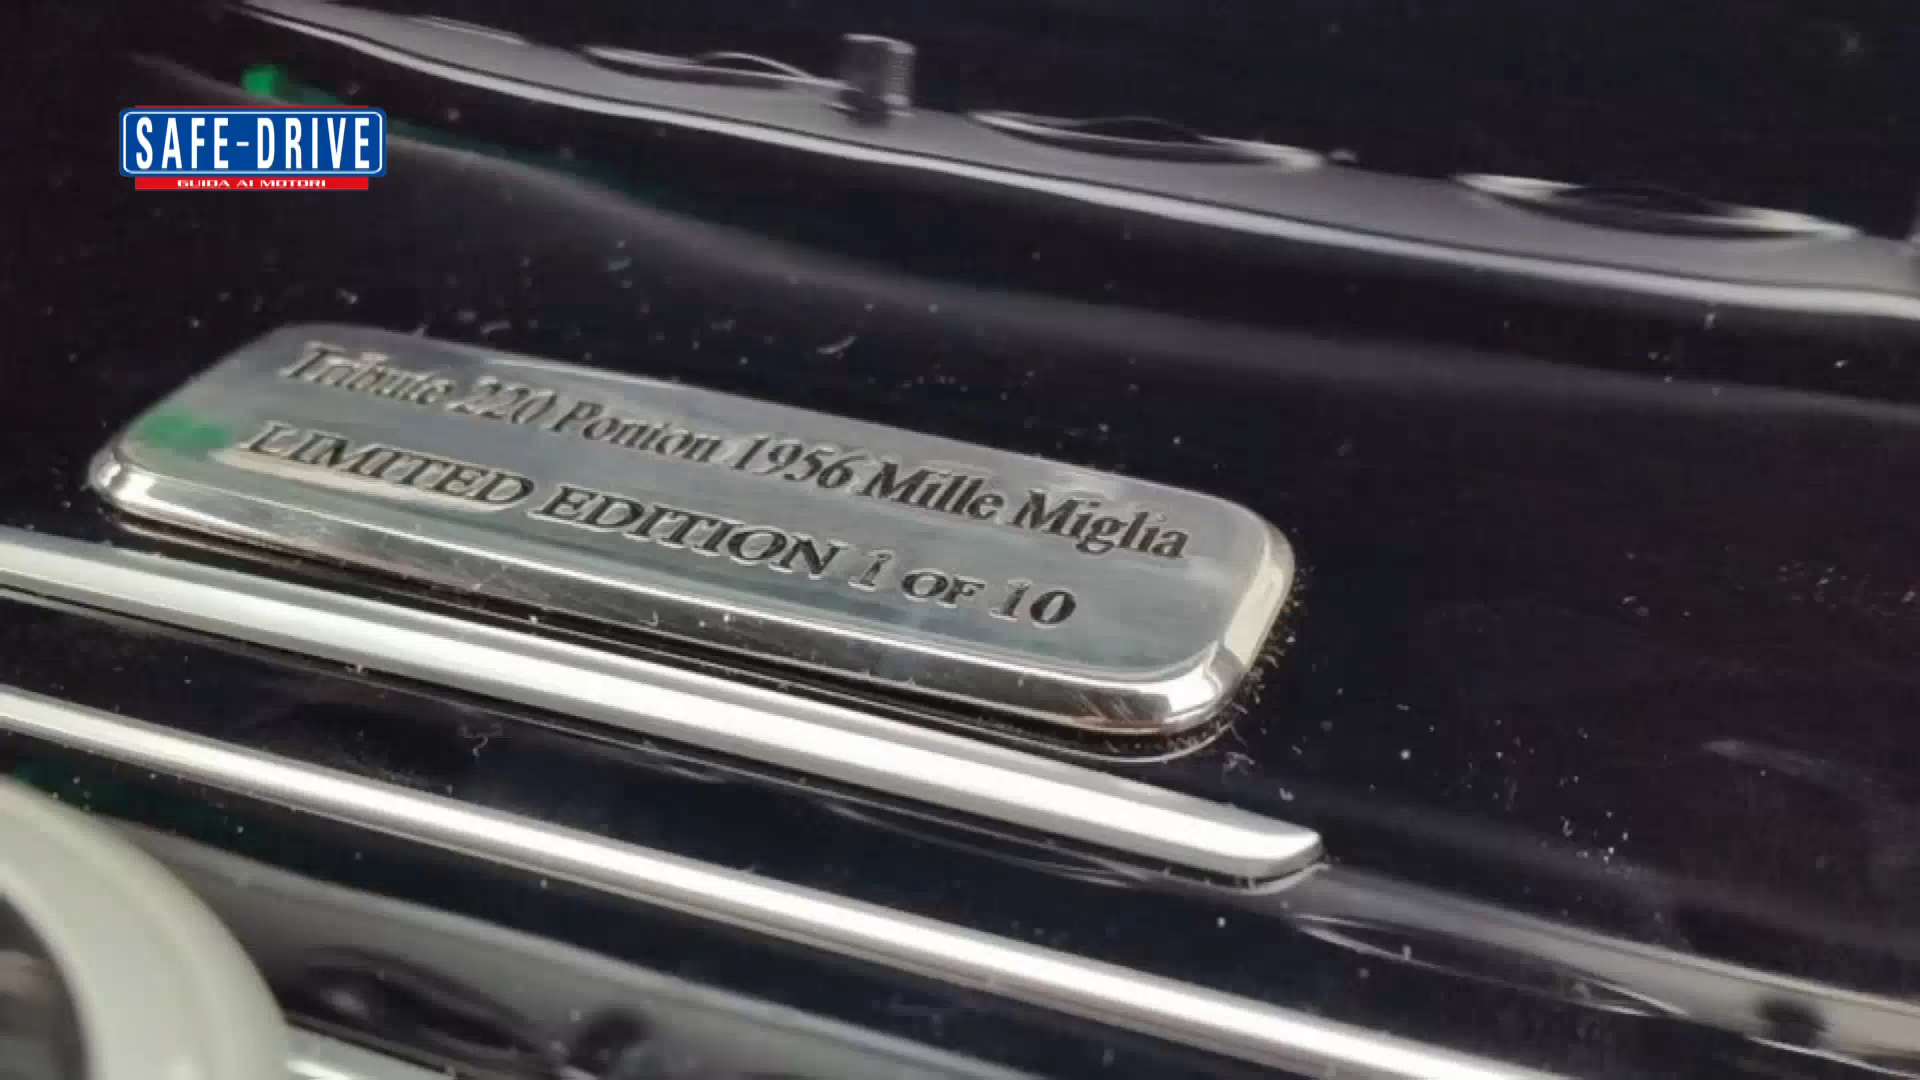 SAFE-DRIVE
GUIDA AI MOTORI
Tribute 220 Ponton 1956 Mille Miglia
LIMITED EDITION 1 OF 10